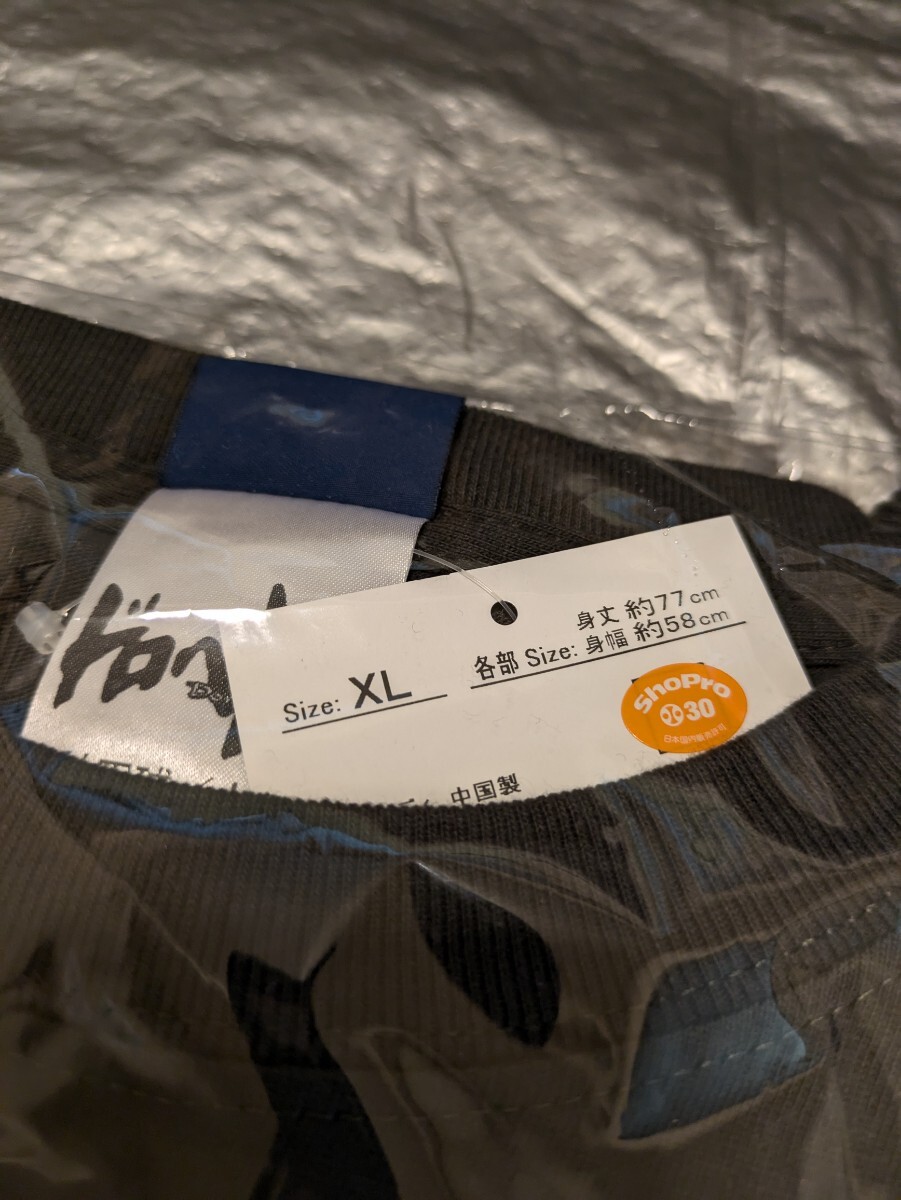 身丈 約77cm
各部 Size: 身幅 約58cm
Size: XL
ShoPro
30
日本国内販売許可
中国製